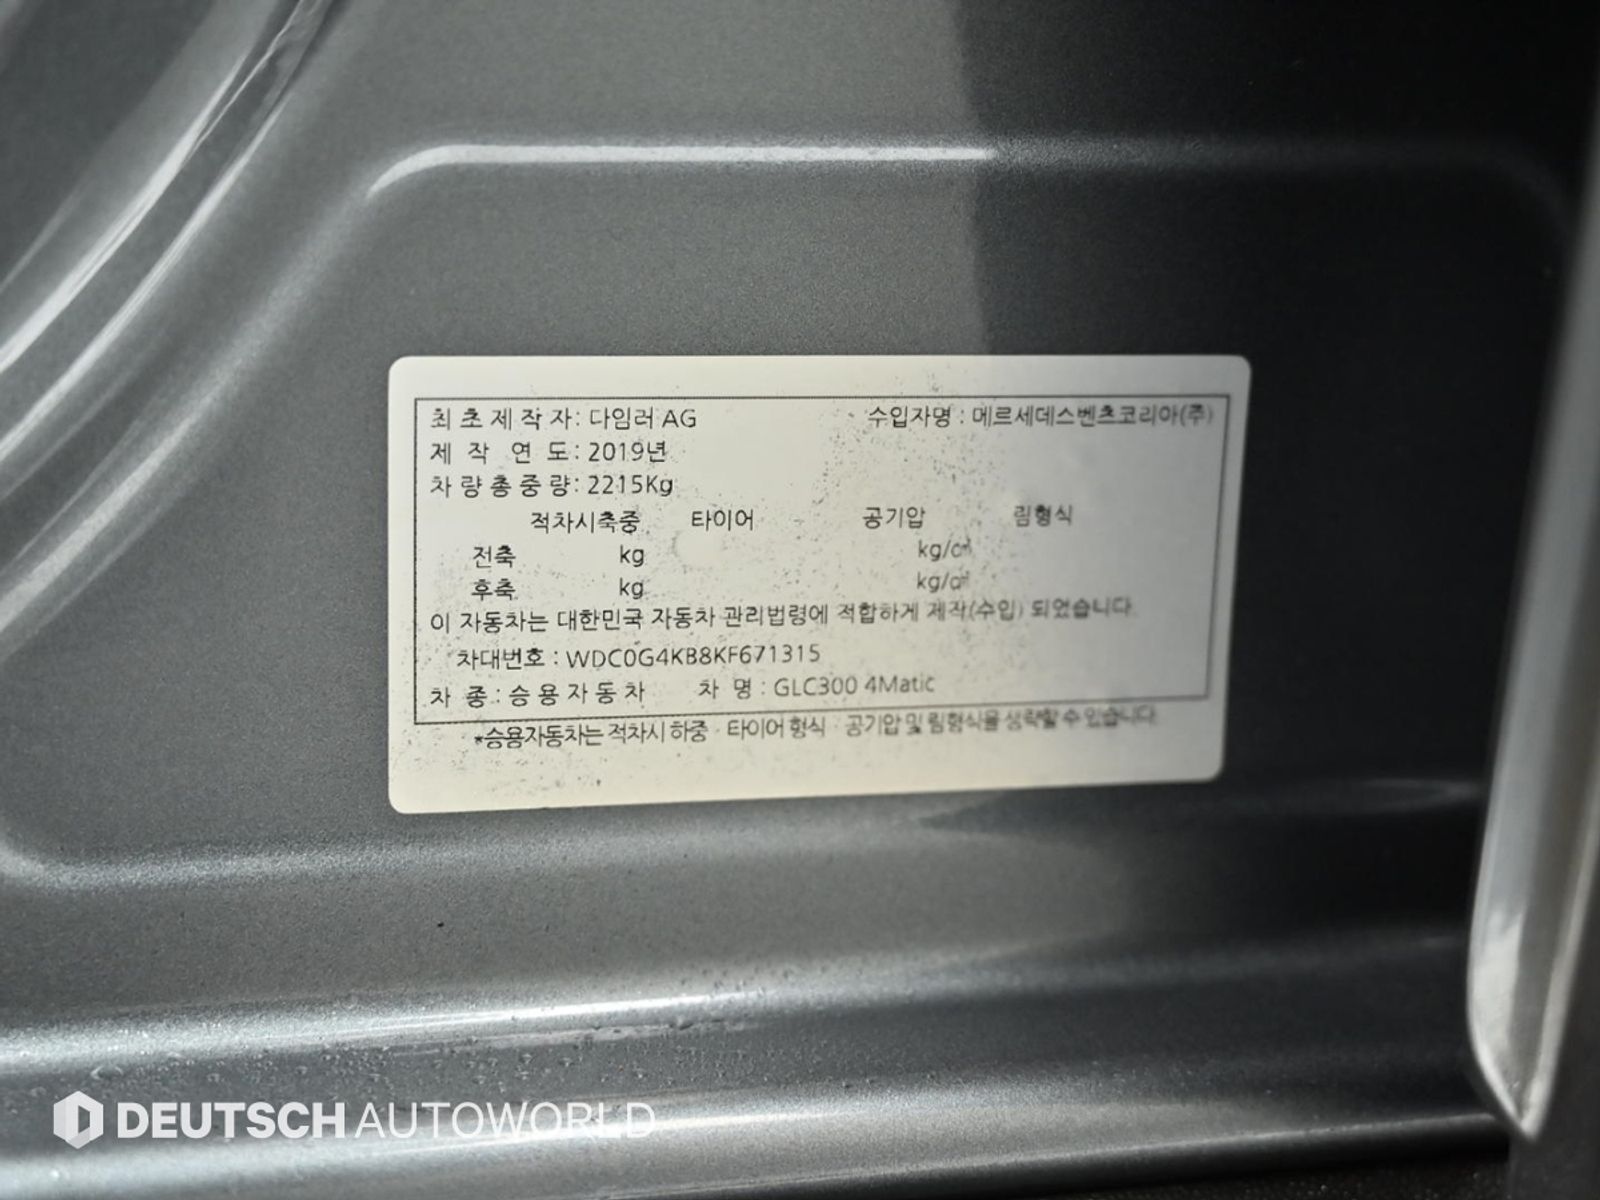 최초제작자: 다임러 AG 수입자명 : 메르세데스벤츠코리아(주)
제 작 연 도: 2019년
차량총중량: 2215Kg
적차시축중 타이어 공기압 림형식
전축 kg kg/㎠
후축 kg kg/㎠
이 자동차는 대한민국 자동차 관리법령에 적합하게 제작(수입) 되었습니다.
차대번호 : WDC0G4KB8KF671315
차 종 : 승용자동차 차 명 : GLC300 4Matic
*승용자동차는 적차시 하중 · 타이어 형식 · 공기압 및 림형식을 생략할 수 있습니다.
DEUTSCH AUTOWORLD